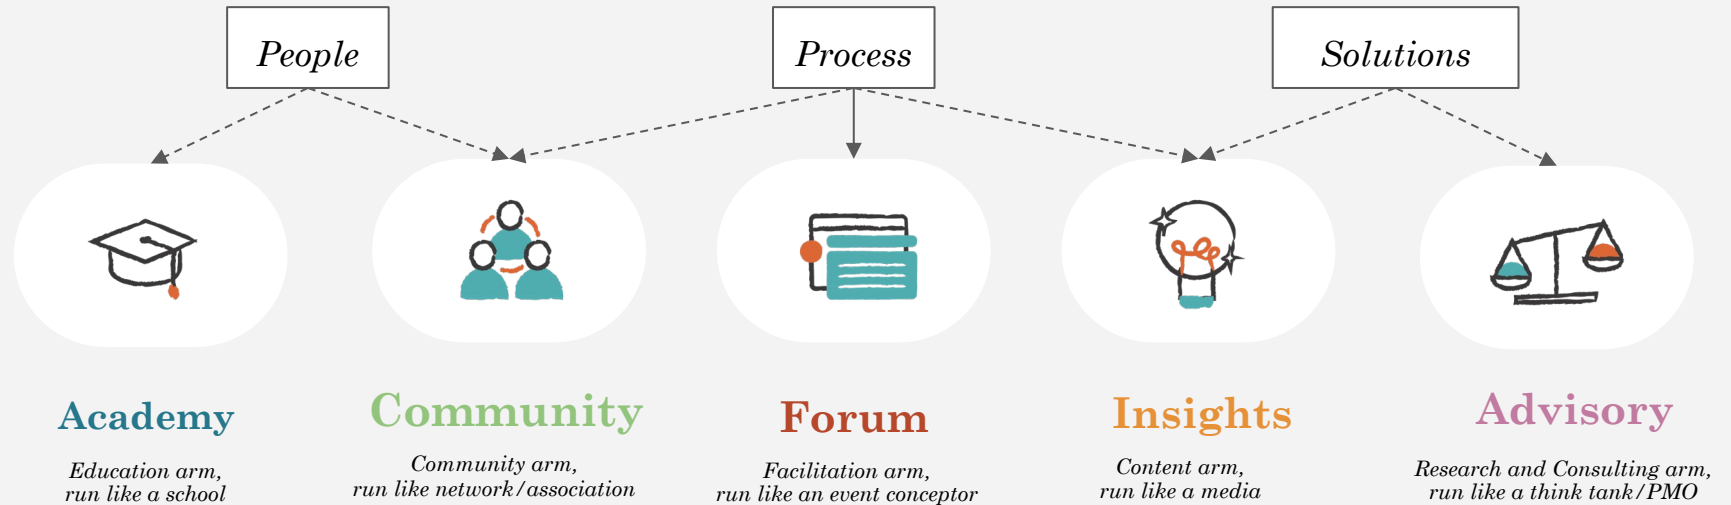 People
Process
Solutions
Academy
Education arm,
run like a school
Community
Community arm,
run like network/association
Forum
Facilitation arm,
run like an event conceptor
Insights
Content arm,
run like a media
Advisory
Research and Consulting arm,
run like a think tank/PMO